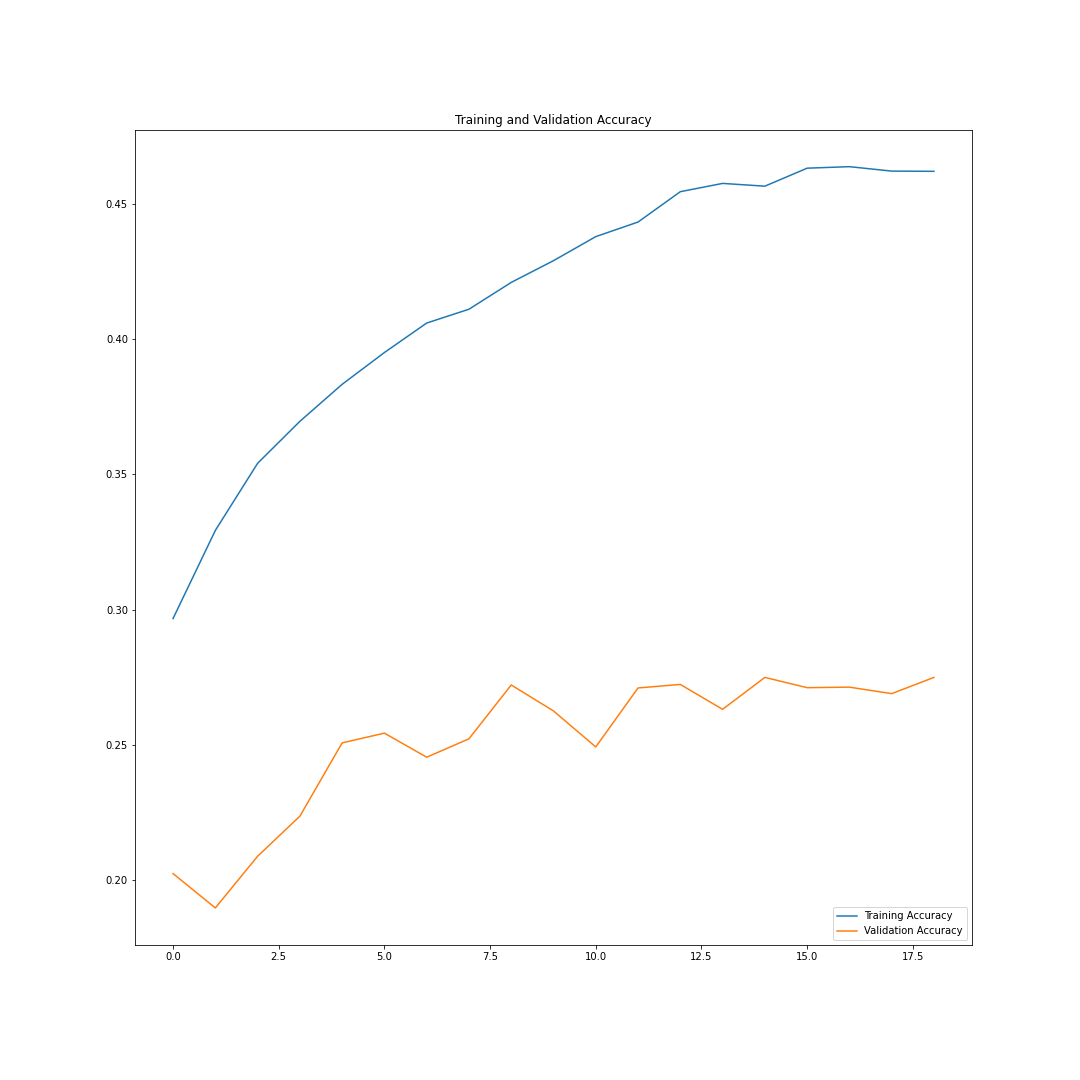 Training and Validation Accuracy
0.45
0.40
0.35
0.30
0.25
0.20
Training Accuracy
Validation Accuracy
0.0 2.5 5.0 7.5 10.0 12.5 15.0 17.5